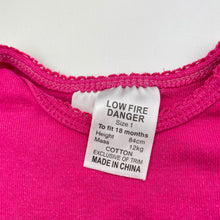 LOW FIRE
DANGER
Size 1
To fit 18 months
Height 84cm
Mass 12kg
COTTON
EXCLUSIVE OF TRIM
MADE IN CHINA